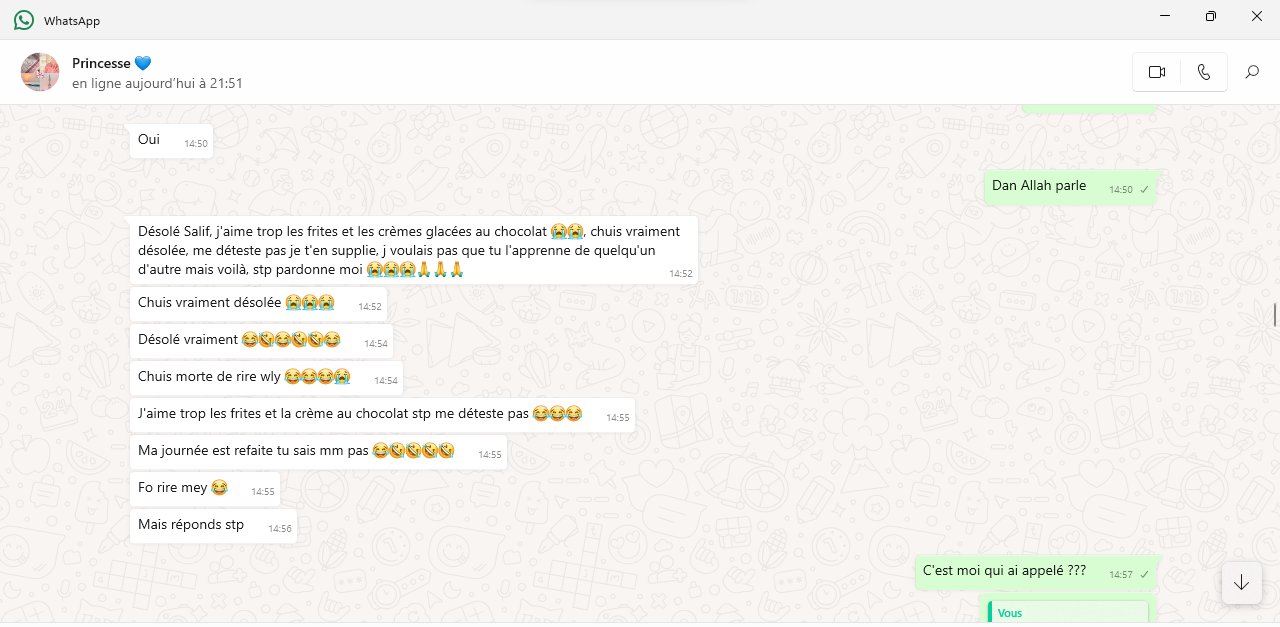 WhatsApp
Princesse 💙
en ligne aujourd’hui à 21:51
Oui 14:50
Dan Allah parle 14:50
Désolé Salif, j'aime trop les frites et les crèmes glacées au chocolat 😭😭, chuis vraiment
désolée, me déteste pas je t'en supplie, j voulais pas que tu l'apprenne de quelqu'un
d'autre mais voilà, stp pardonne moi 😭😭😭🙏🙏🙏 14:52
Chuis vraiment désolée 😭😭😭 14:52
Désolé vraiment 😂🤣😂🤣🤣😂 14:54
Chuis morte de rire wly 😂😂😂😭 14:54
J'aime trop les frites et la crème au chocolat stp me déteste pas 😂😂😂 14:55
Ma journée est refaite tu sais mm pas 😂🤣🤣🤣🤣 14:55
Fo rire mey 😂 14:55
Mais réponds stp 14:56
C'est moi qui ai appelé ??? 14:57
Vous